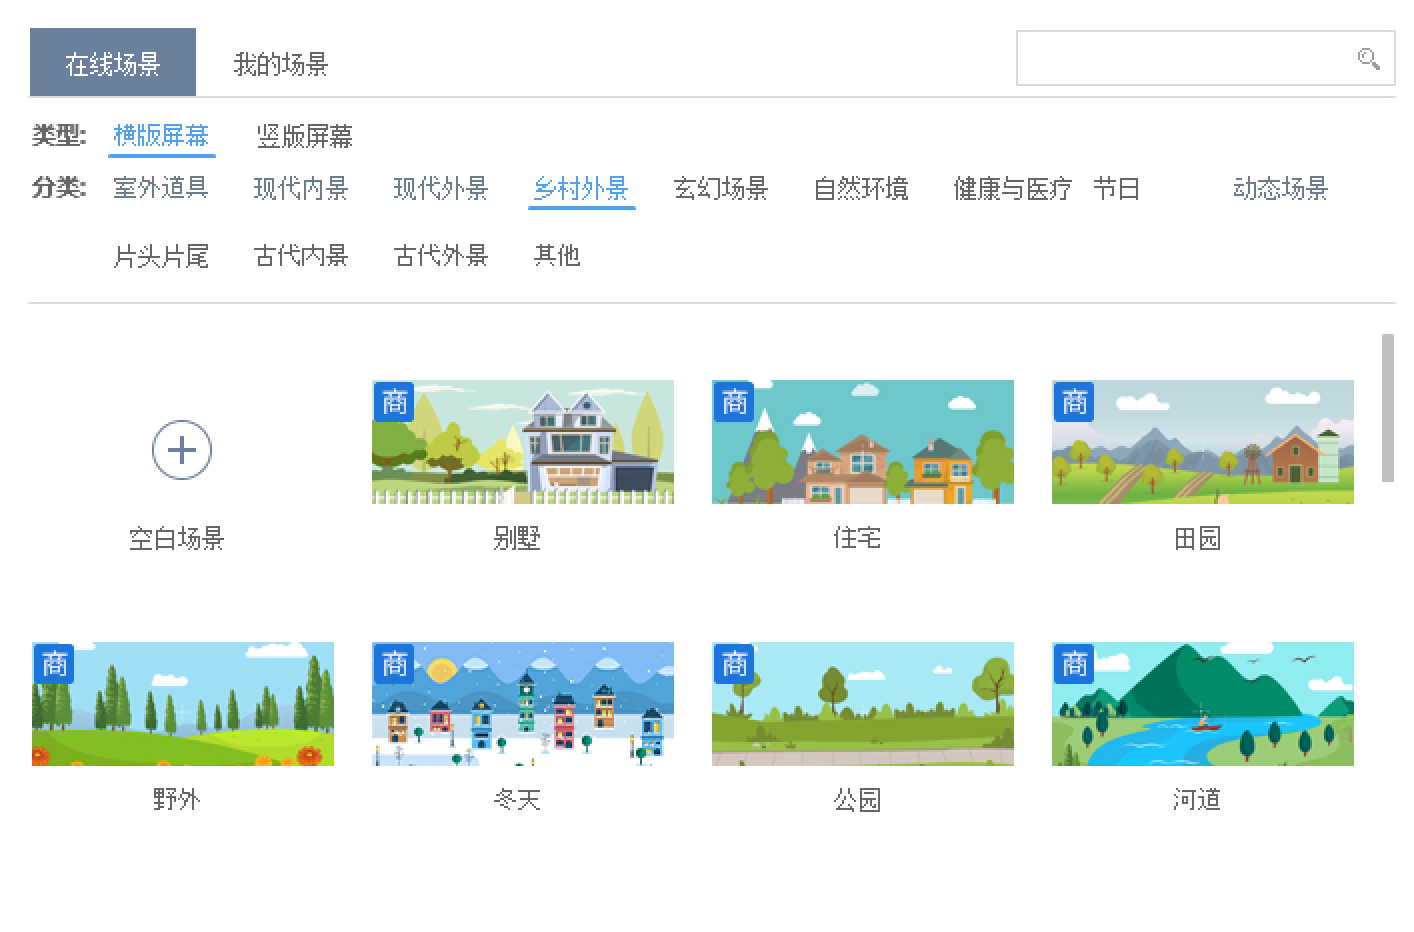 在线场景 我的场景
类型: 横版屏幕 竖版屏幕
分类: 室外道具 现代内景 现代外景 乡村外景 玄幻场景 自然环境 健康与医疗 节日 动态场景
片头片尾 古代内景 古代外景 其他
商 商 商
空白场景 别墅 住宅 田园
商 商 商 商
野外 冬天 公园 河道